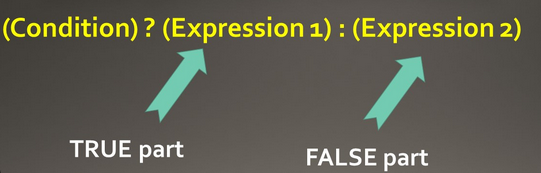 (Condition) ? (Expression 1) : (Expression 2)
TRUE part
FALSE part